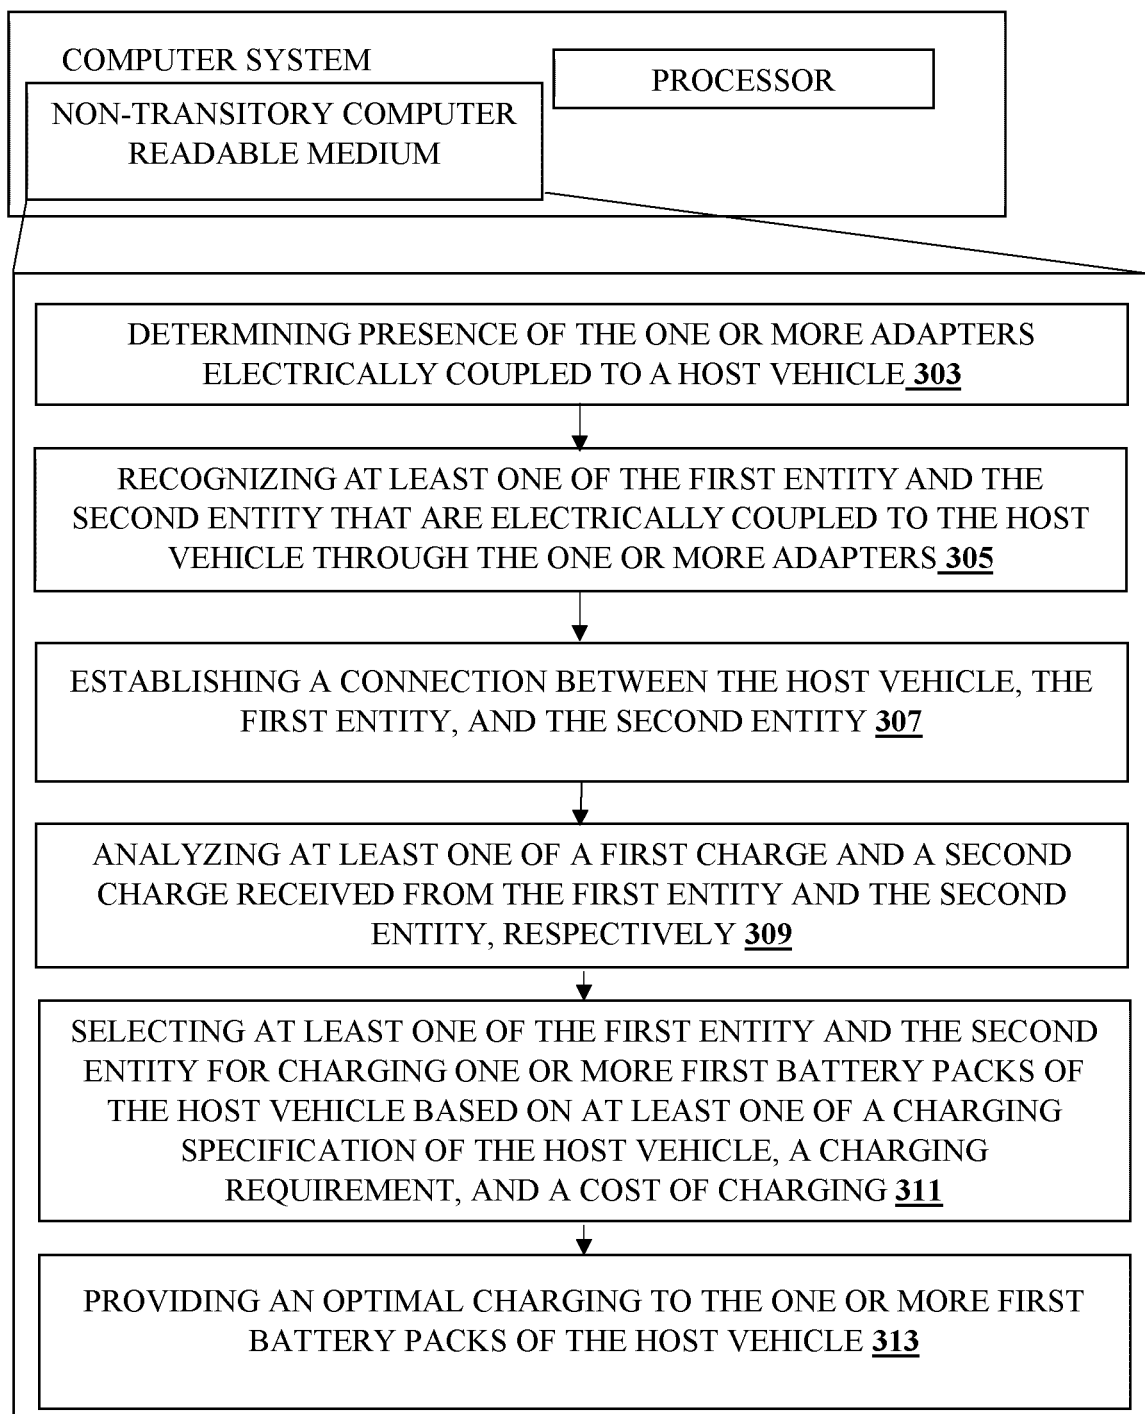 COMPUTER SYSTEM
PROCESSOR
NON-TRANSITORY COMPUTER
READABLE MEDIUM
DETERMINING PRESENCE OF THE ONE OR MORE ADAPTERS
ELECTRICALLY COUPLED TO A HOST VEHICLE 303
RECOGNIZING AT LEAST ONE OF THE FIRST ENTITY AND THE
SECOND ENTITY THAT ARE ELECTRICALLY COUPLED TO THE HOST
VEHICLE THROUGH THE ONE OR MORE ADAPTERS 305
ESTABLISHING A CONNECTION BETWEEN THE HOST VEHICLE, THE
FIRST ENTITY, AND THE SECOND ENTITY 307
ANALYZING AT LEAST ONE OF A FIRST CHARGE AND A SECOND
CHARGE RECEIVED FROM THE FIRST ENTITY AND THE SECOND
ENTITY, RESPECTIVELY 309
SELECTING AT LEAST ONE OF THE FIRST ENTITY AND THE SECOND
ENTITY FOR CHARGING ONE OR MORE FIRST BATTERY PACKS OF
THE HOST VEHICLE BASED ON AT LEAST ONE OF A CHARGING
SPECIFICATION OF THE HOST VEHICLE, A CHARGING
REQUIREMENT, AND A COST OF CHARGING 311
PROVIDING AN OPTIMAL CHARGING TO THE ONE OR MORE FIRST
BATTERY PACKS OF THE HOST VEHICLE 313